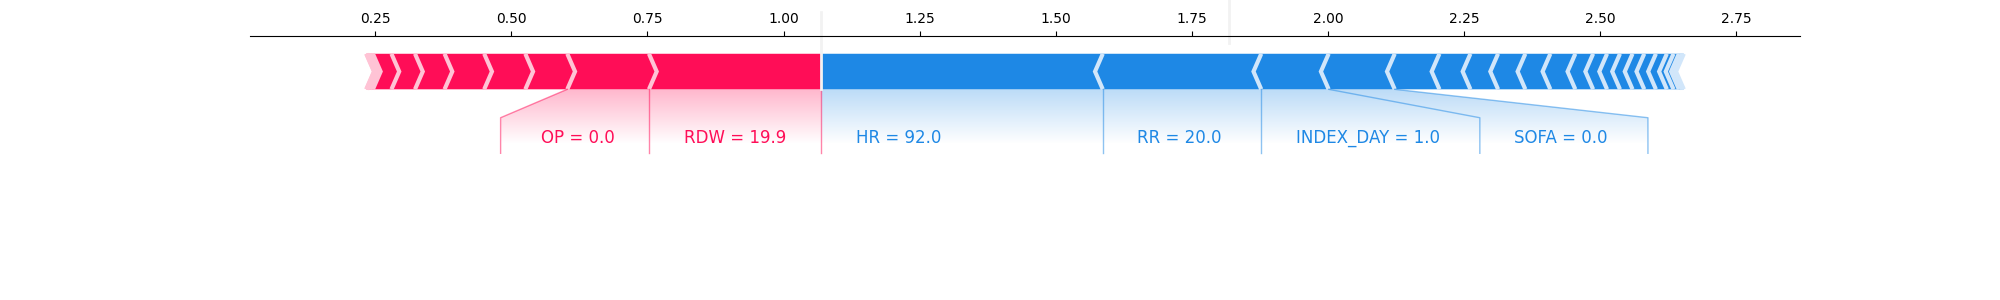 0.25 0.50 0.75 1.00 1.25 1.50 1.75 2.00 2.25 2.50 2.75
OP = 0.0 RDW = 19.9 HR = 92.0 RR = 20.0 INDEX_DAY = 1.0 SOFA = 0.0